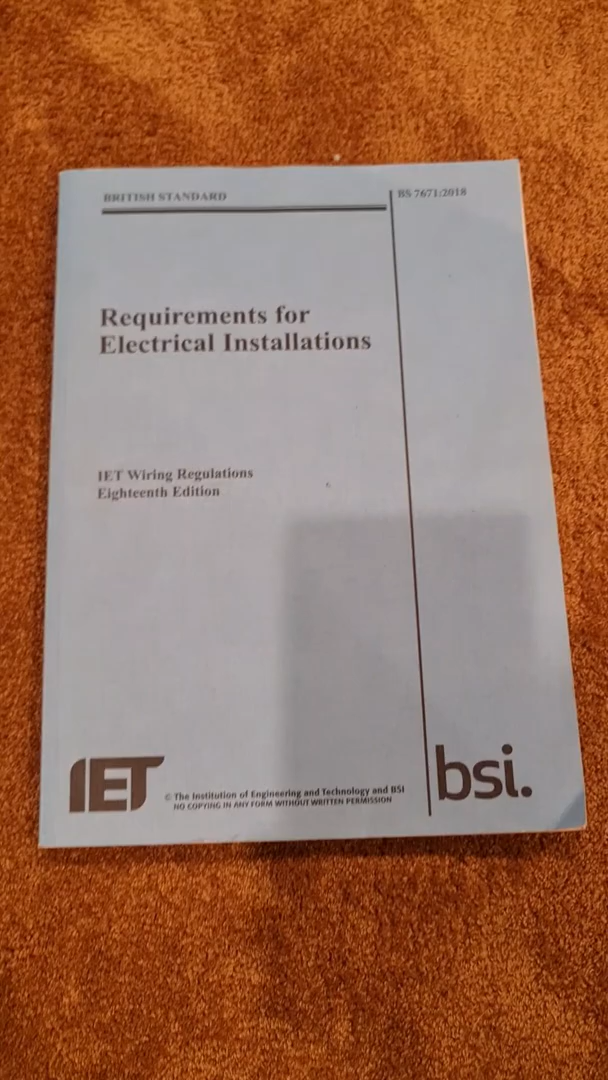 BRITISH STANDARD
BS 7671:2018
Requirements for
Electrical Installations
IET Wiring Regulations
Eighteenth Edition
IET
© The Institution of Engineering and Technology and BSI
NO COPYING IN ANY FORM WITHOUT WRITTEN PERMISSION
bsi.